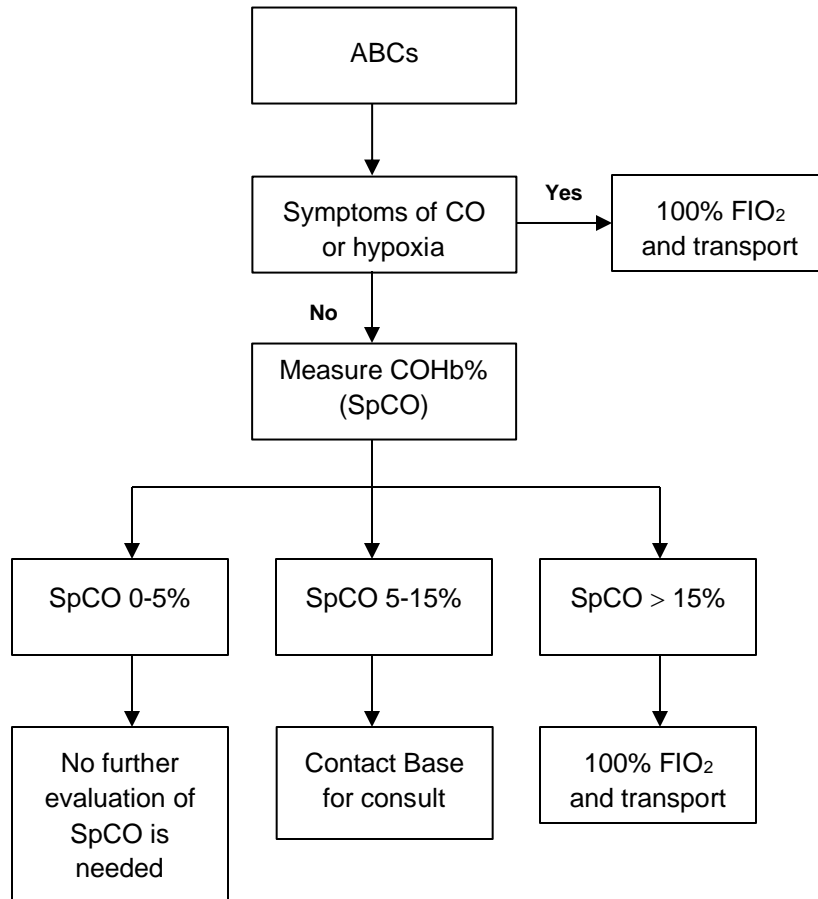 ABCs
Symptoms of CO
or hypoxia
Yes
100% FIO₂
and transport
No
Measure COHb%
(SpCO)
SpCO 0-5%
SpCO 5-15%
SpCO > 15%
No further
evaluation of
SpCO is
needed
Contact Base
for consult
100% FIO₂
and transport